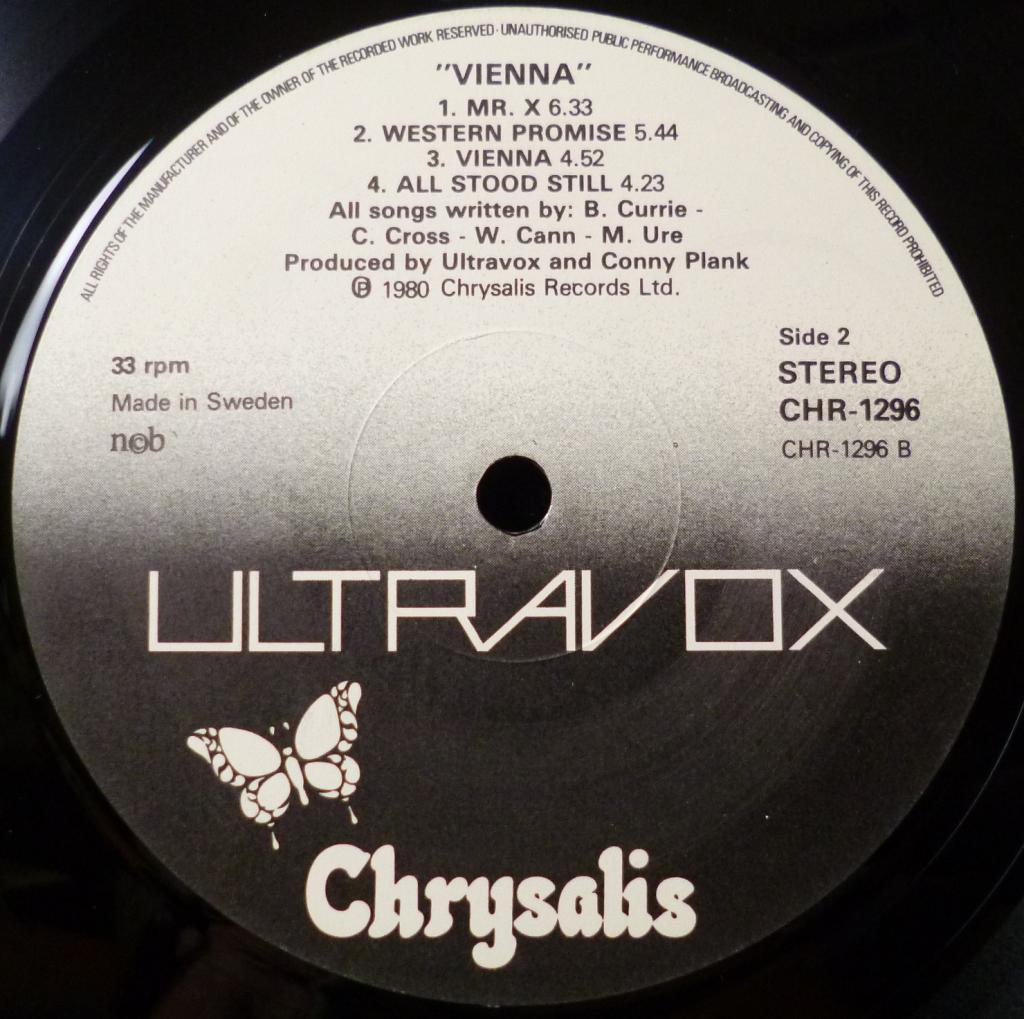 ALL RIGHTS OF THE MANUFACTURER AND OF THE OWNER OF THE RECORDED WORK RESERVED · UNAUTHORISED PUBLIC PERFORMANCE BROADCASTING AND COPYING OF THIS RECORD PROHIBITED
"VIENNA"
1. MR. X 6.33
2. WESTERN PROMISE 5.44
3. VIENNA 4.52
4. ALL STOOD STILL 4.23
All songs written by: B. Currie -
C. Cross - W. Cann - M. Ure
Produced by Ultravox and Conny Plank
℗ 1980 Chrysalis Records Ltd.
33 rpm
Made in Sweden
n©b
Side 2
STEREO
CHR-1296
CHR-1296 B
ULTRAVOX
Chrysalis